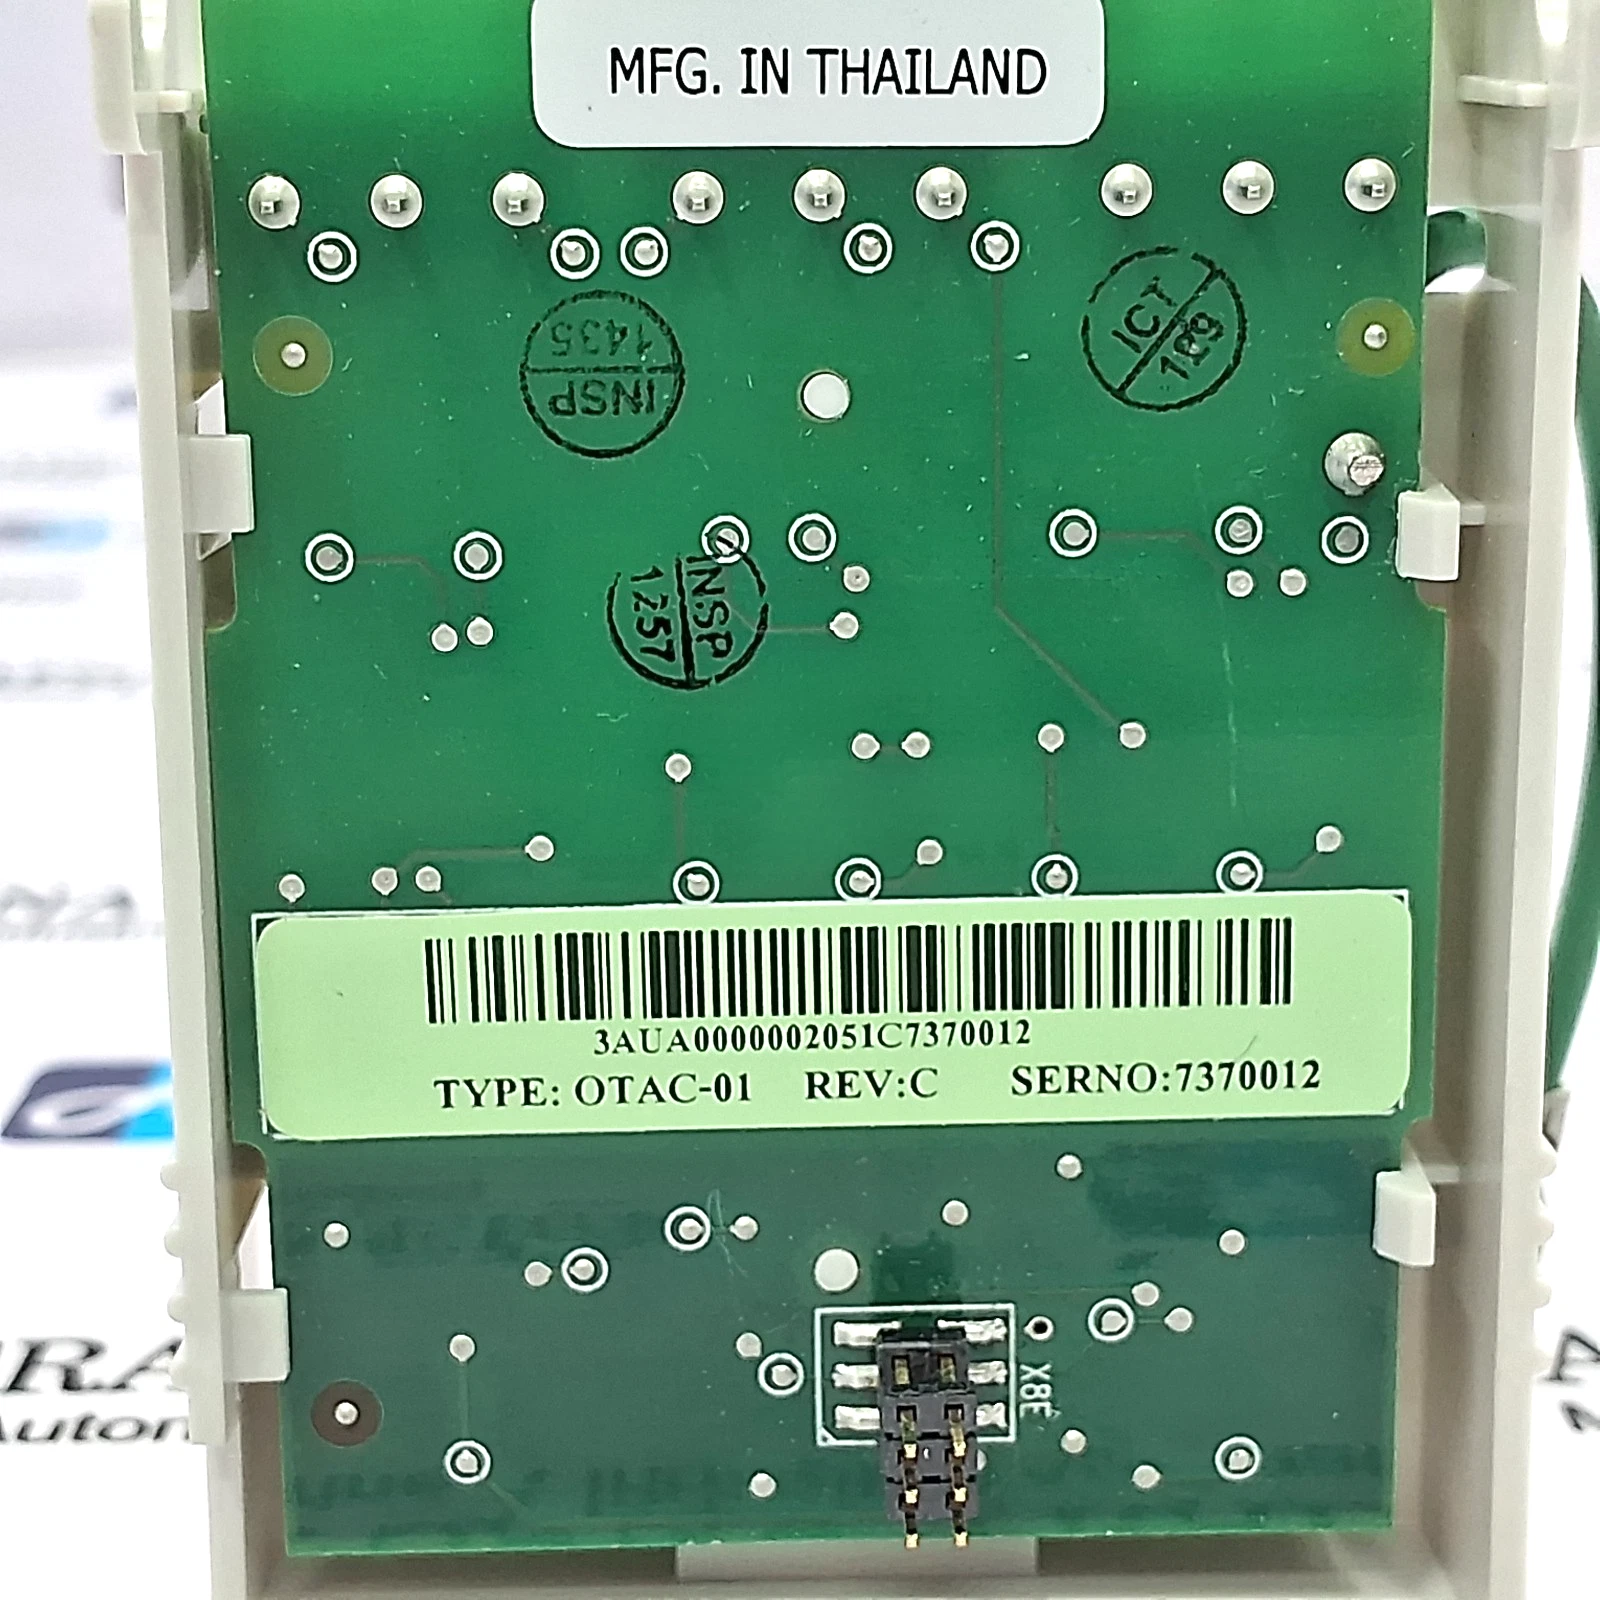 MFG. IN THAILAND
INSP
1435
ICT
189
INSP
1257
3AUA0000002051C7370012
TYPE: OTAC-01 REV:C SERNO:7370012
X8E